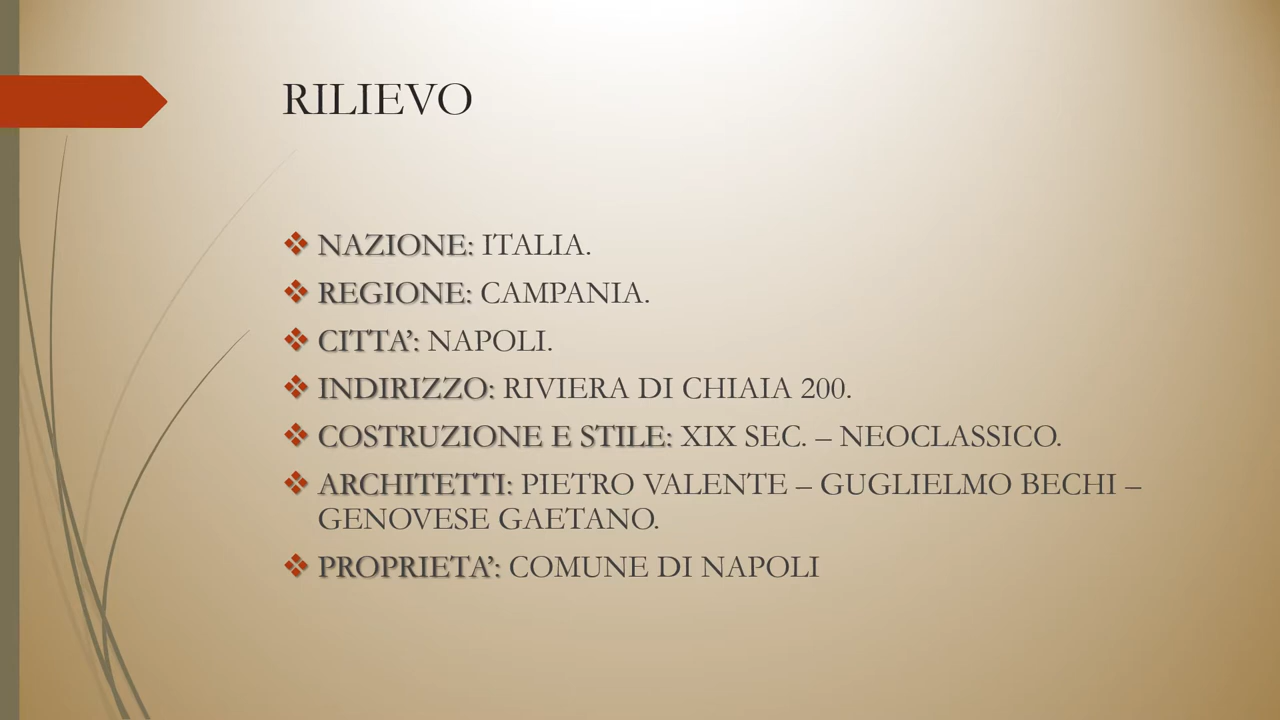 RILIEVO
NAZIONE: ITALIA.
REGIONE: CAMPANIA.
CITTA’: NAPOLI.
INDIRIZZO: RIVIERA DI CHIAIA 200.
COSTRUZIONE E STILE: XIX SEC. – NEOCLASSICO.
ARCHITETTI: PIETRO VALENTE – GUGLIELMO BECHI –
GENOVESE GAETANO.
PROPRIETA’: COMUNE DI NAPOLI